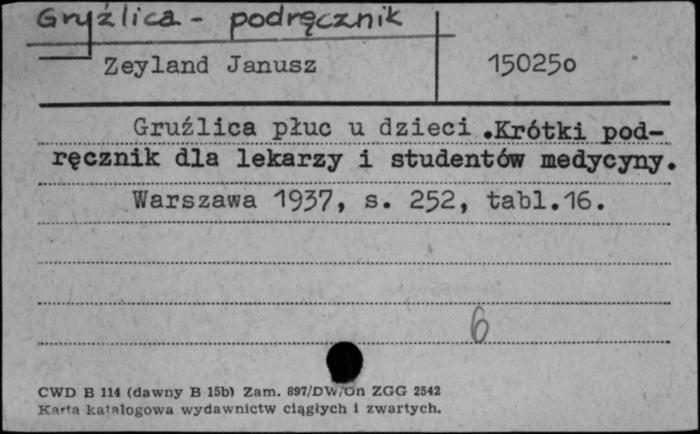 Gruźlica - podręcznik
Zeyland Janusz 150250
Gruźlica płuc u dzieci .Krótki pod-
ręcznik dla lekarzy i studentów medycyny.
Warszawa 1937, s. 252, tabl.16.
6
CWD B 114 (dawny B 15b) Zam. 897/DW/On ZGG 2542
Karta katalogowa wydawnictw ciągłych i zwartych.